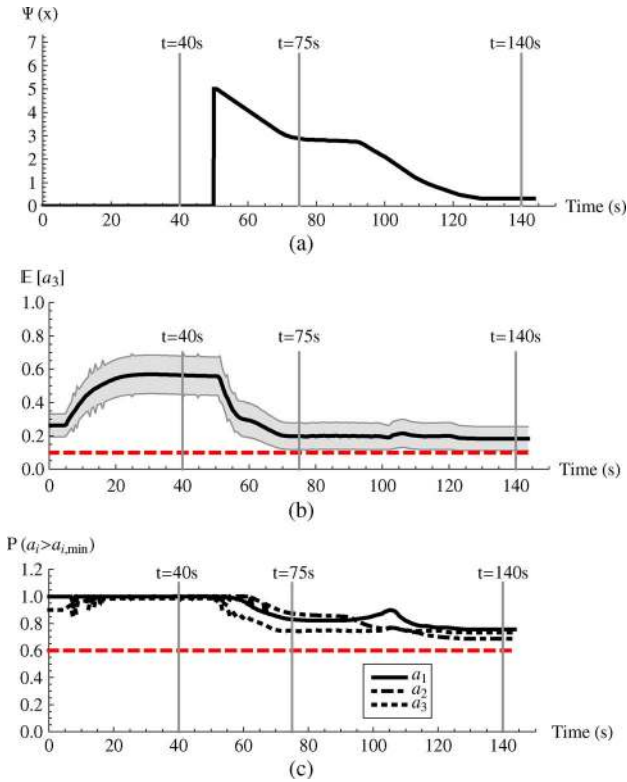 Ψ (x)
t=40s t=75s t=140s
7
6
5
4
3
2
1
0
0 20 40 60 80 100 120 140 Time (s)
(a)
𝔼 [a3]
1.0
t=40s t=75s t=140s
0.8
0.6
0.4
0.2
0.0
0 20 40 60 80 100 120 140 Time (s)
(b)
P (ai>ai,min)
1.2
t=40s t=75s t=140s
1.0
0.8
0.6
0.4
a1
a2
0.2
a3
0.0
0 20 40 60 80 100 120 140 Time (s)
(c)